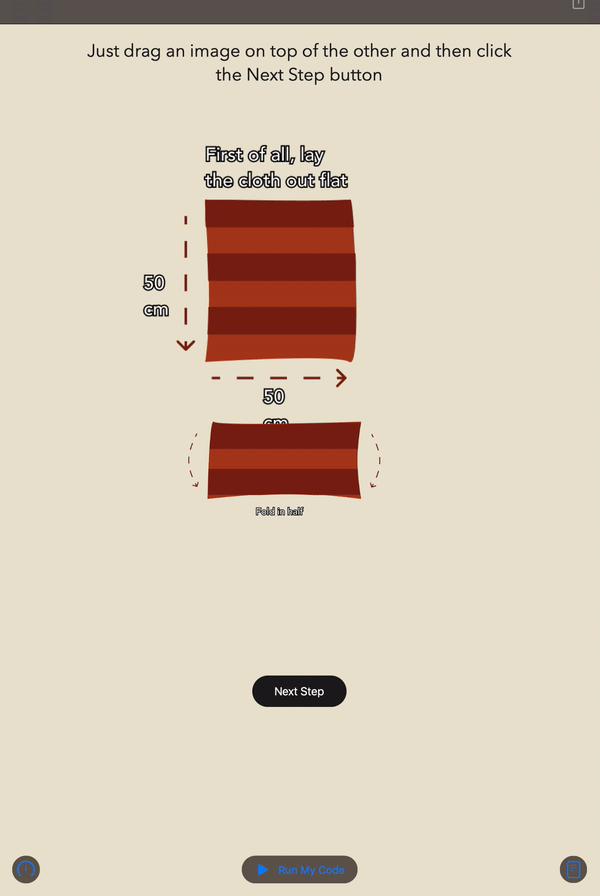 Just drag an image on top of the other and then click
the Next Step button
First of all, lay
the cloth out flat
50
cm
50
cm
Fold in half
Next Step
Run My Code